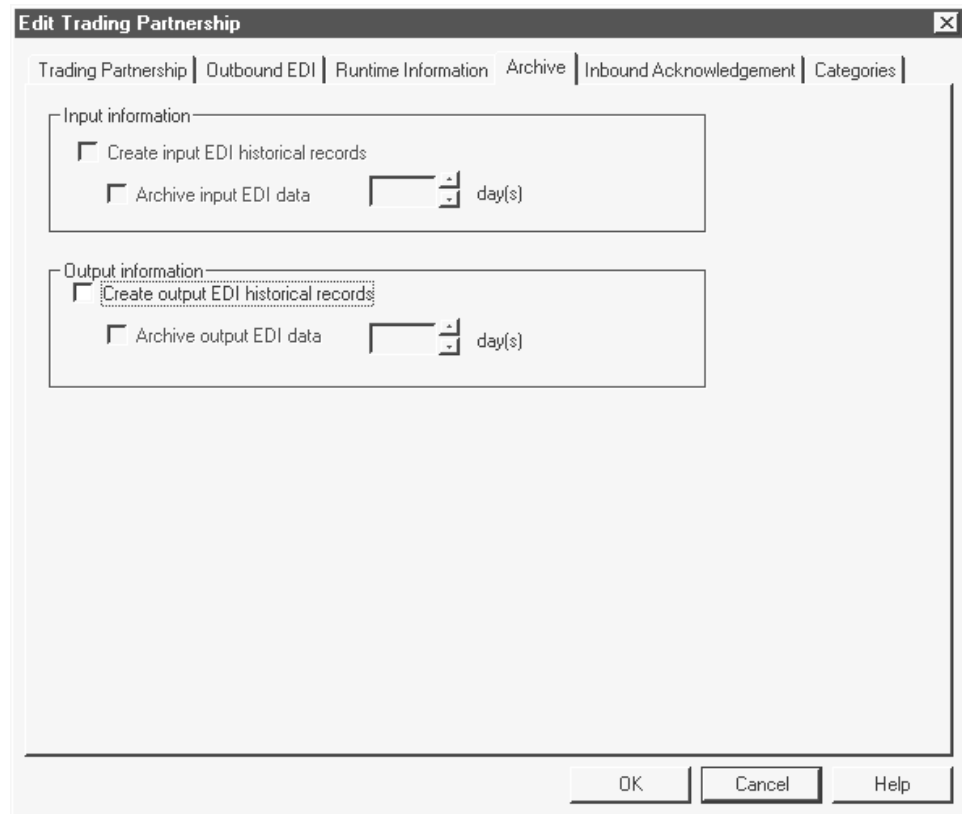 Edit Trading Partnership
Trading Partnership Outbound EDI Runtime Information Archive Inbound Acknowledgement Categories
Input information
Create input EDI historical records
Archive input EDI data day(s)
Output information
Create output EDI historical records
Archive output EDI data day(s)
OK Cancel Help